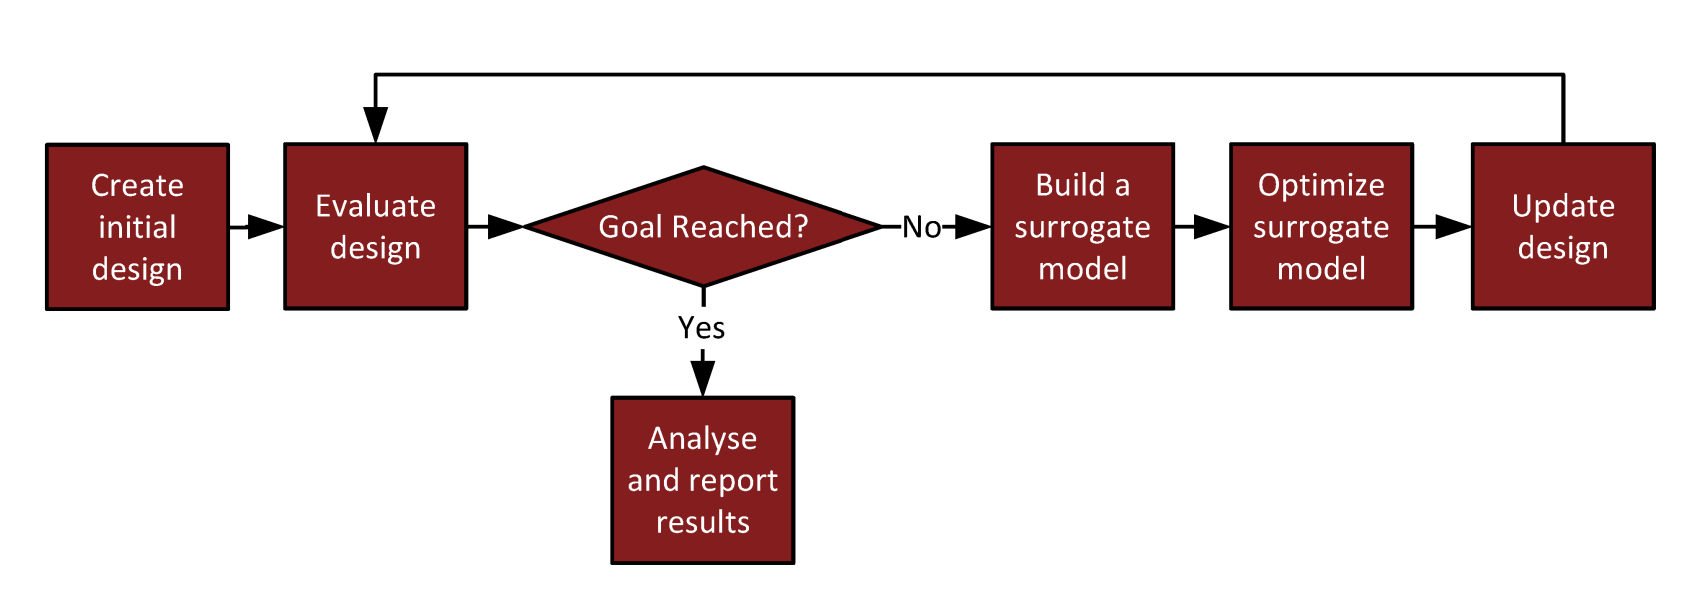 Create
initial
design
Evaluate
design
Goal Reached?
No
Build a
surrogate
model
Optimize
surrogate
model
Update
design
Yes
Analyse
and report
results